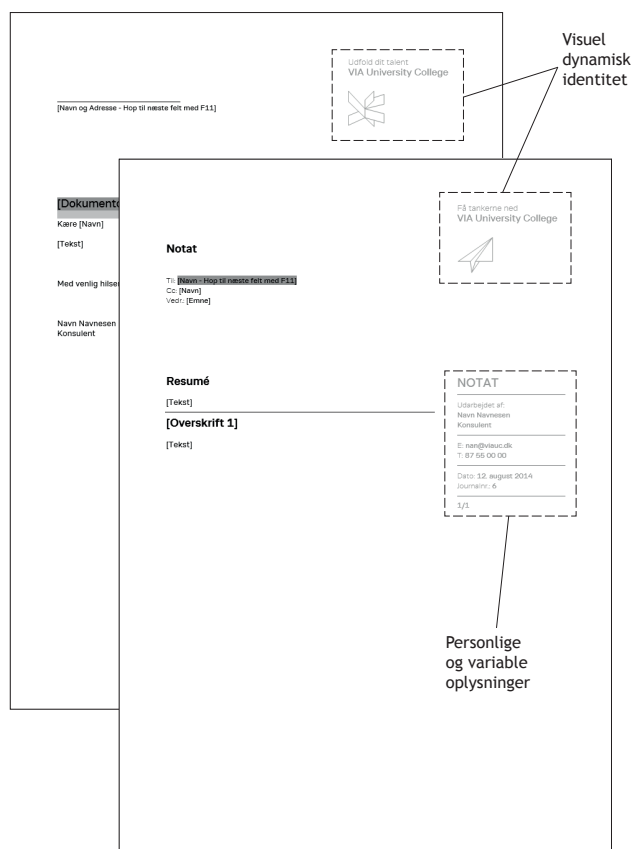 Visuel
dynamisk
identitet
Udfold dit talent
VIA University College
[Navn og Adresse - Hop til næste felt med F11]
Kære [Navn]
[Tekst]
Med venlig
Navn Navnesen
Konsulent
Få tankerne ned
VIA University College
Notat
Til: [Navn - Hop til næste felt med F11]
Cc: [Navn]
Vedr.: [Emne]
Resumé
[Tekst]
[Overskrift 1]
[Tekst]
NOTAT
Udarbejdet af:
Navn Navnesen
Konsulent
E: nan@viauc.dk
T: 87 55 00 00
Dato: 12. august 2014
Journalnr.: 6
1/1
Personlige
og variable
oplysninger